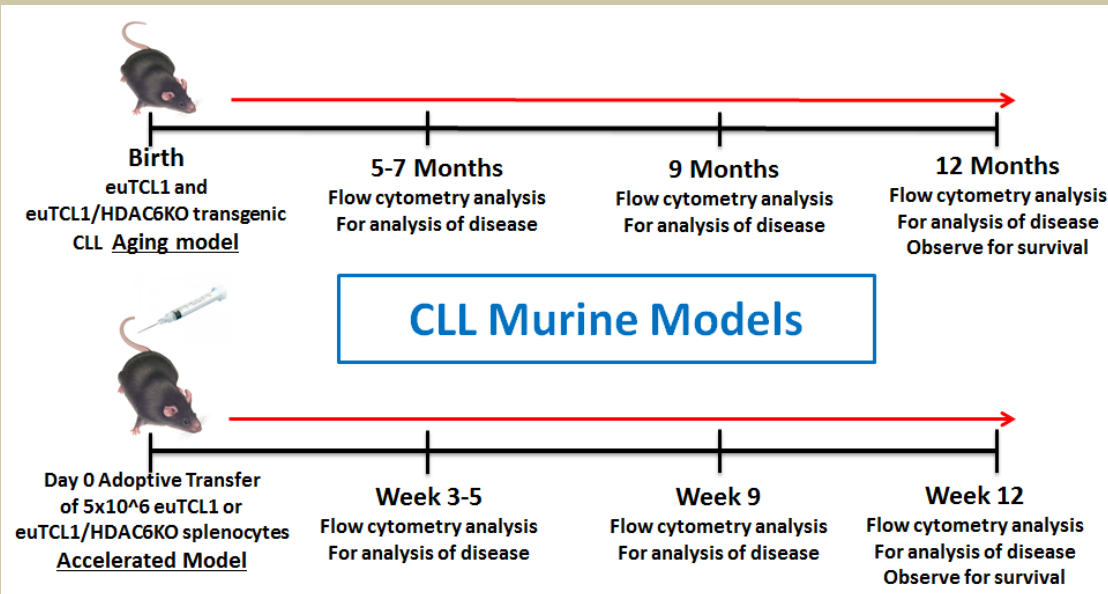 Birth
euTCL1 and
euTCL1/HDAC6KO transgenic
CLL Aging model
5-7 Months
Flow cytometry analysis
For analysis of disease
9 Months
Flow cytometry analysis
For analysis of disease
12 Months
Flow cytometry analysis
For analysis of disease
Observe for survival
CLL Murine Models
Day 0 Adoptive Transfer
of 5x10^6 euTCL1 or
euTCL1/HDAC6KO splenocytes
Accelerated Model
Week 3-5
Flow cytometry analysis
For analysis of disease
Week 9
Flow cytometry analysis
For analysis of disease
Week 12
Flow cytometry analysis
For analysis of disease
Observe for survival